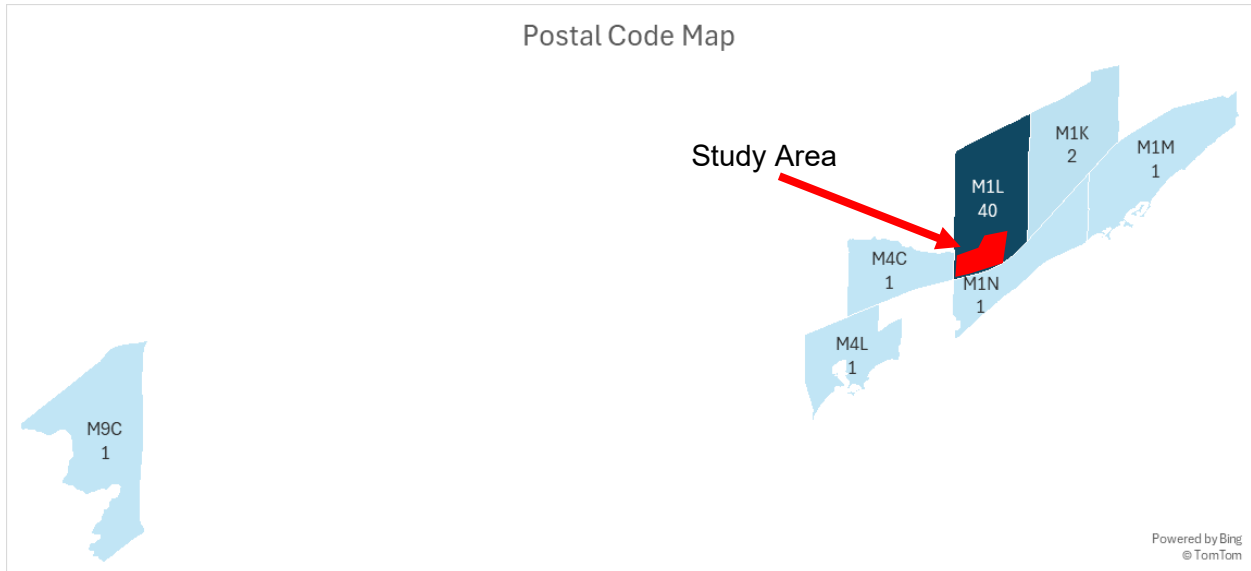 Postal Code Map
Study Area
M1K
2
M1M
1
M1L
40
M4C
1
M1N
1
M4L
1
M9C
1
Powered by Bing
© TomTom